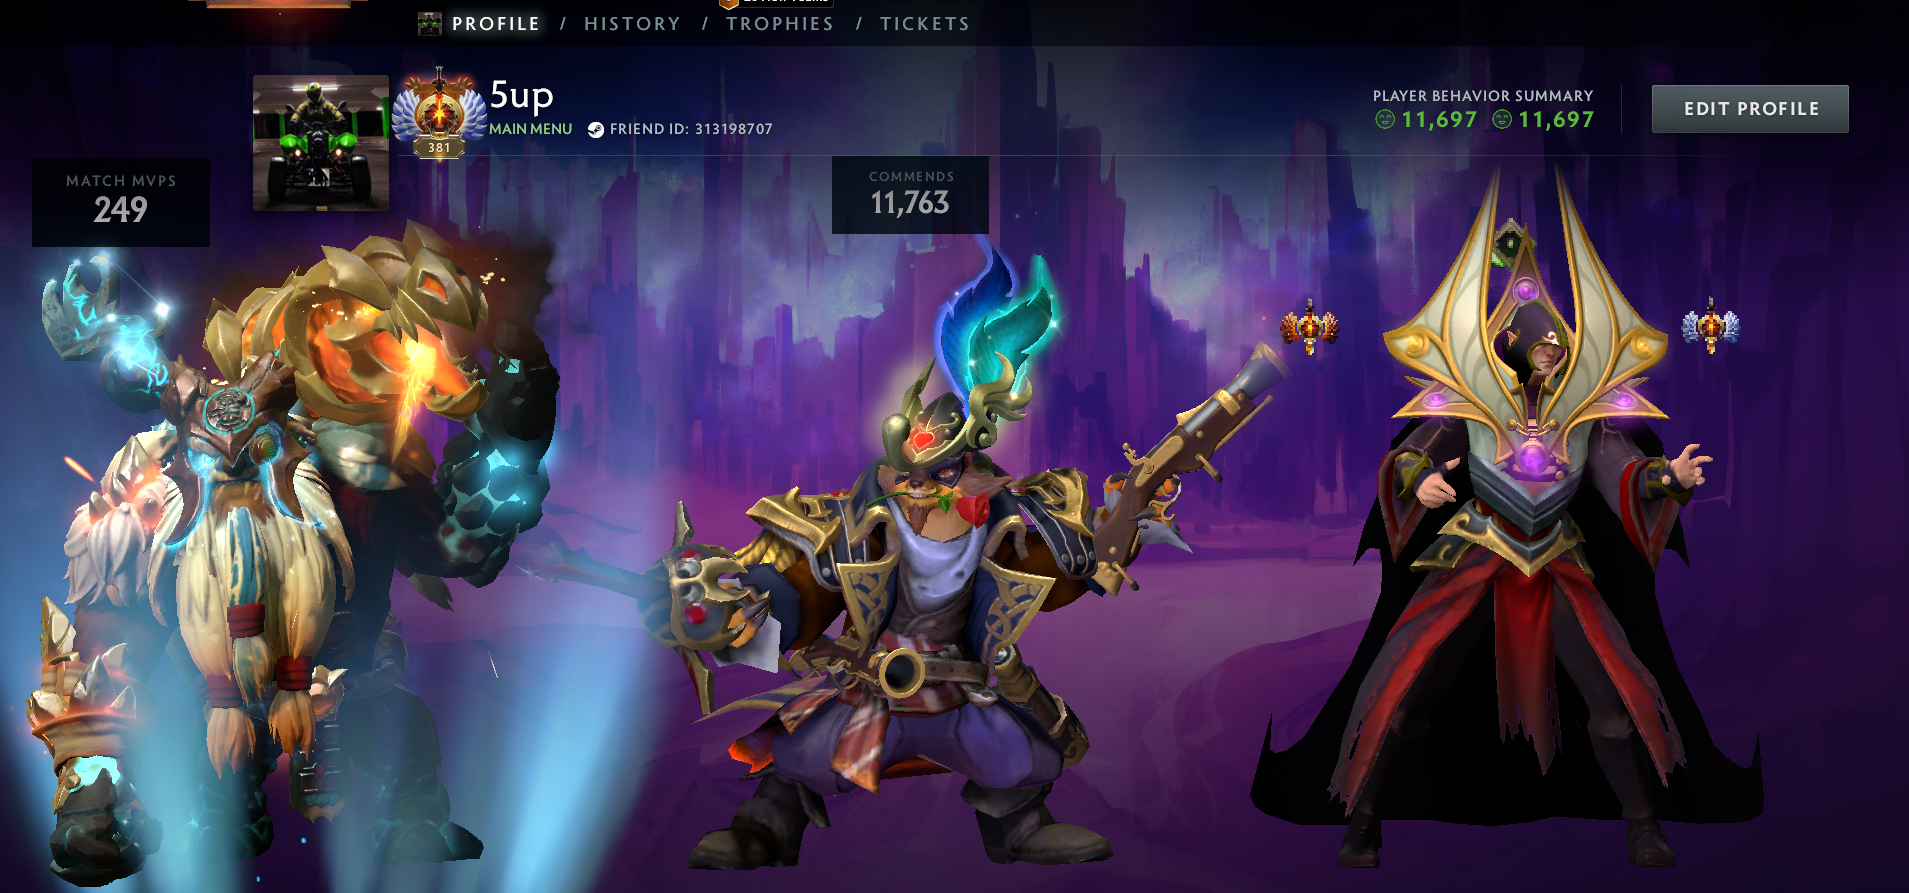 PROFILE / HISTORY / TROPHIES / TICKETS
5up
MAIN MENU FRIEND ID: 313198707
381
PLAYER BEHAVIOR SUMMARY
11,697 11,697
EDIT PROFILE
MATCH MVPS
249
COMMENDS
11,763